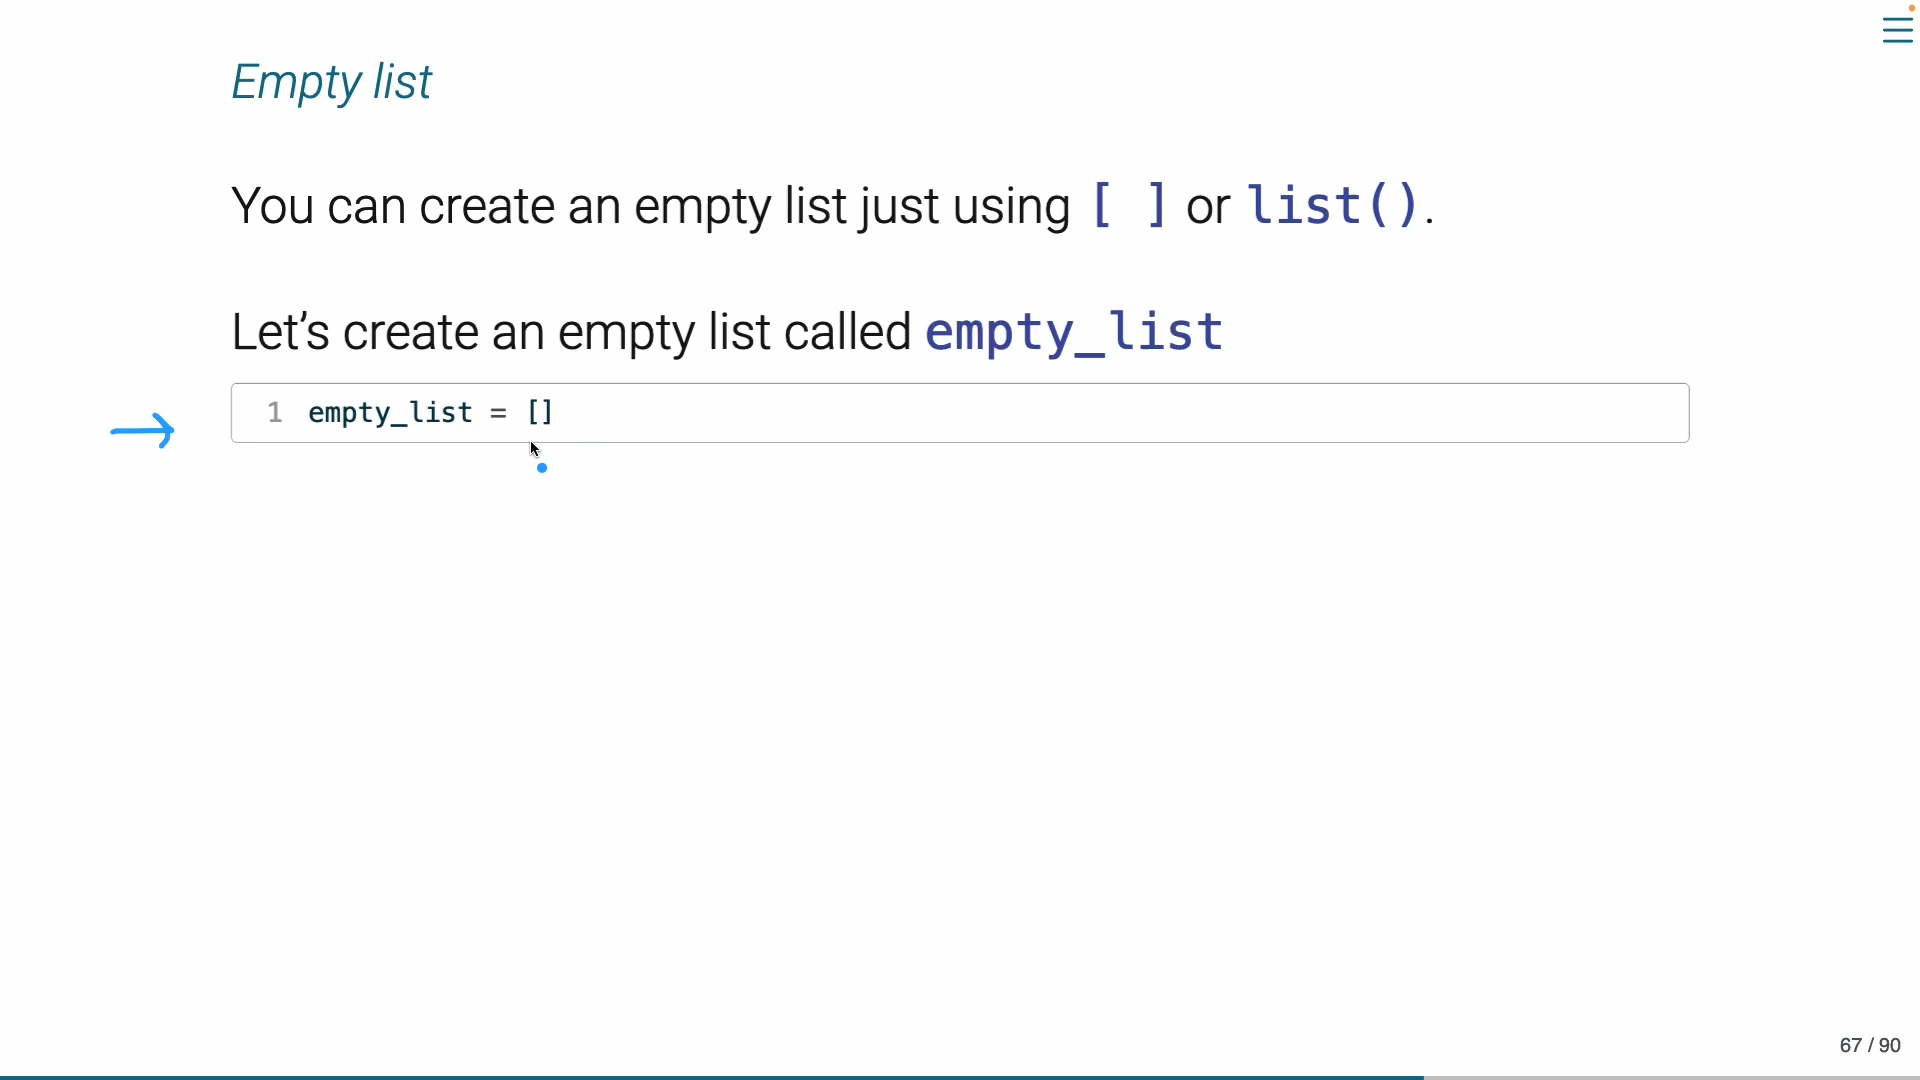 Empty list
You can create an empty list just using [ ] or list().
Let’s create an empty list called empty_list
1 empty_list = []
67 / 90